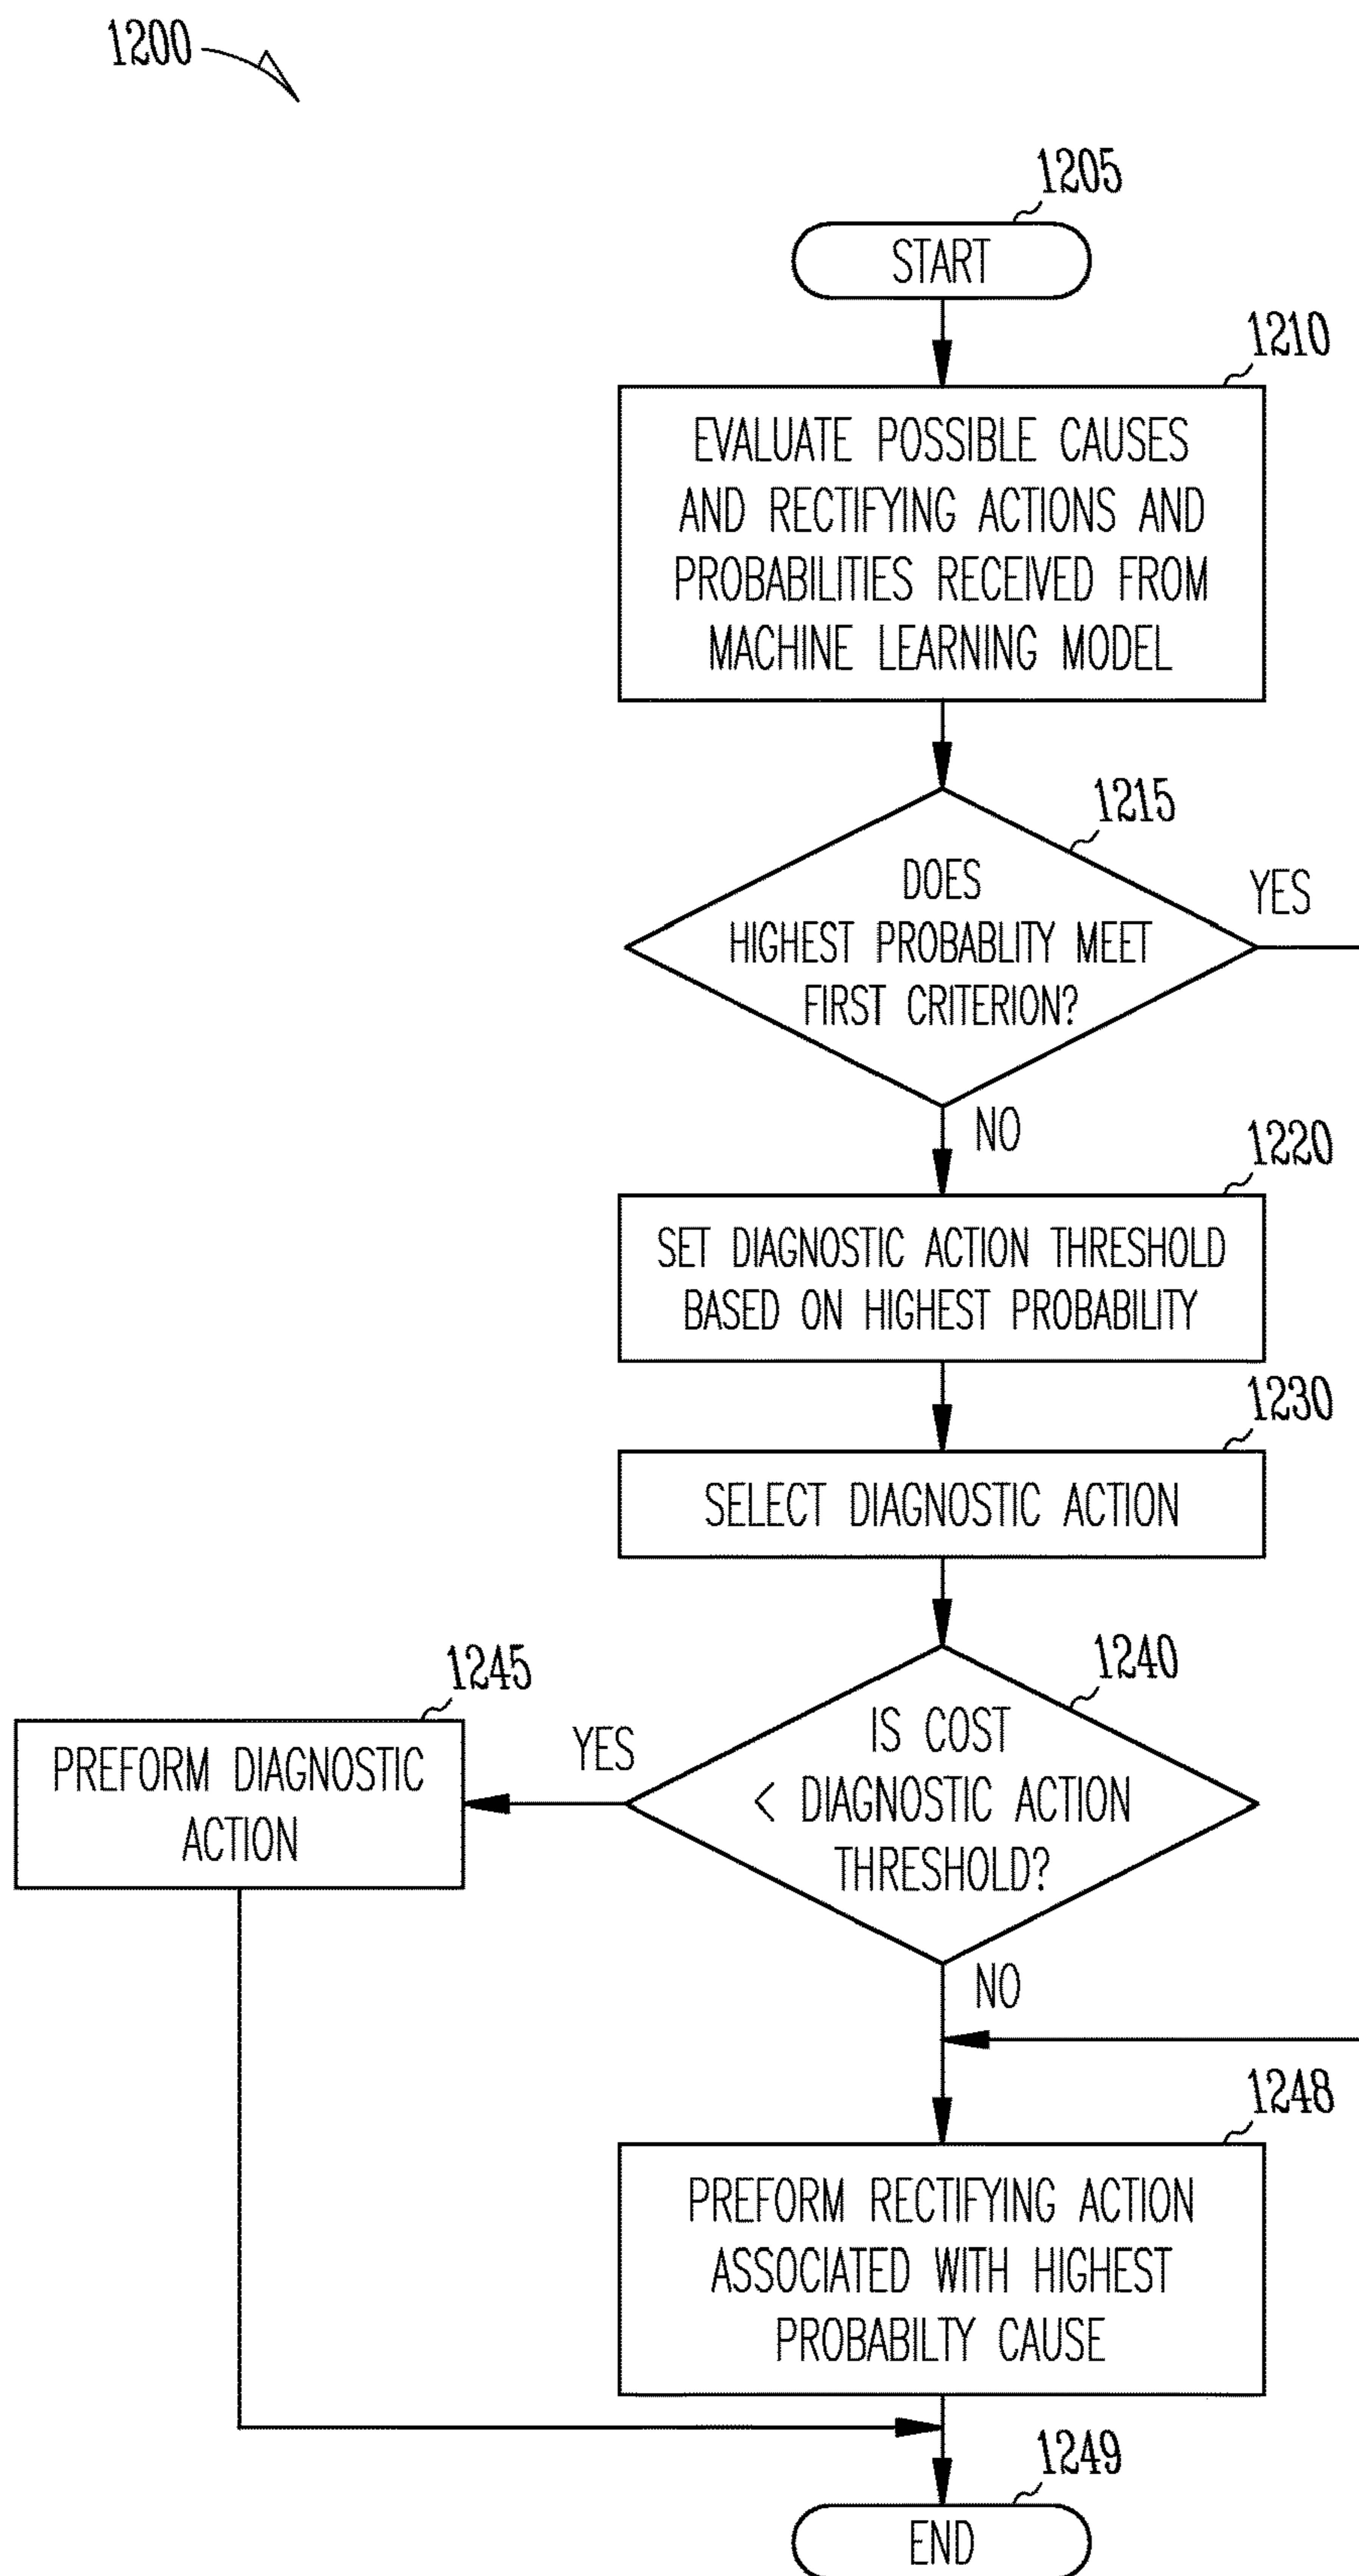 1200
1205
START
1210
EVALUATE POSSIBLE CAUSES
AND RECTIFYING ACTIONS AND
PROBABILITIES RECEIVED FROM
MACHINE LEARNING MODEL
1215
DOES
HIGHEST PROBABLITY MEET
FIRST CRITERION?
YES
NO
1220
SET DIAGNOSTIC ACTION THRESHOLD
BASED ON HIGHEST PROBABILITY
1230
SELECT DIAGNOSTIC ACTION
1240
IS COST
< DIAGNOSTIC ACTION
THRESHOLD?
YES
1245
PREFORM DIAGNOSTIC
ACTION
NO
1248
PREFORM RECTIFYING ACTION
ASSOCIATED WITH HIGHEST
PROBABILTY CAUSE
1249
END